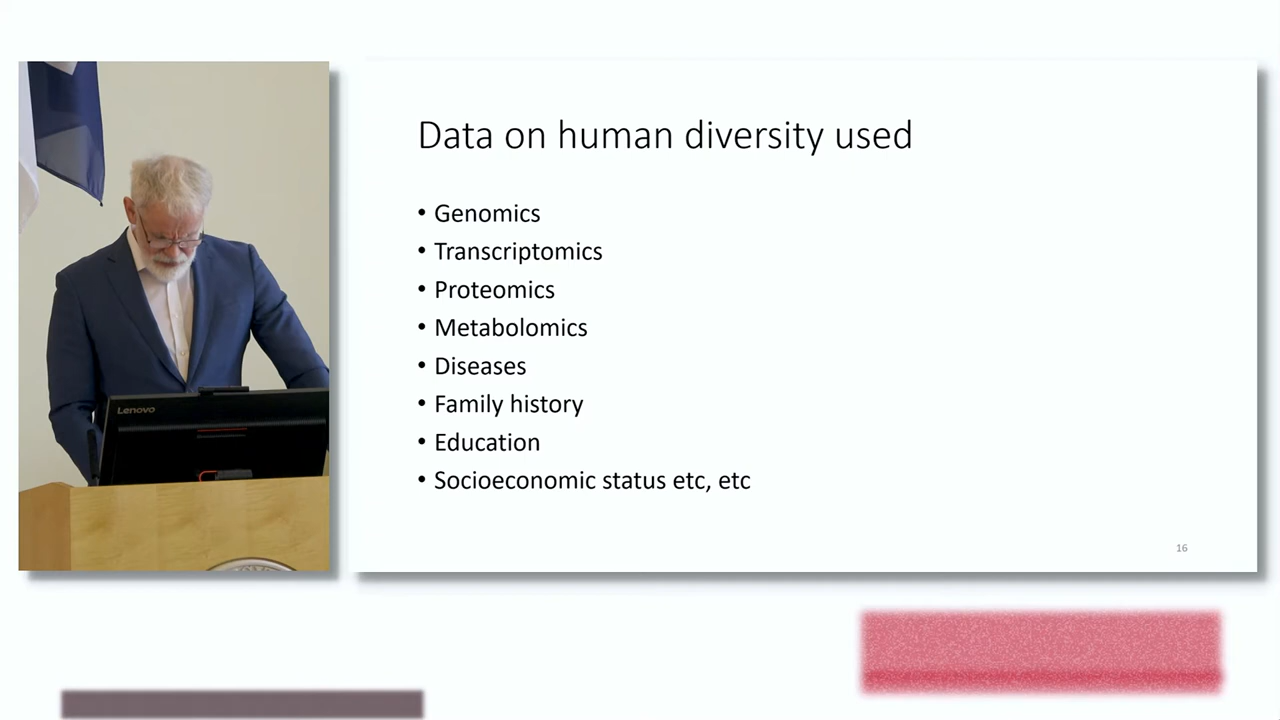 Lenovo
Data on human diversity used
• Genomics
• Transcriptomics
• Proteomics
• Metabolomics
• Diseases
• Family history
• Education
• Socioeconomic status etc, etc
16